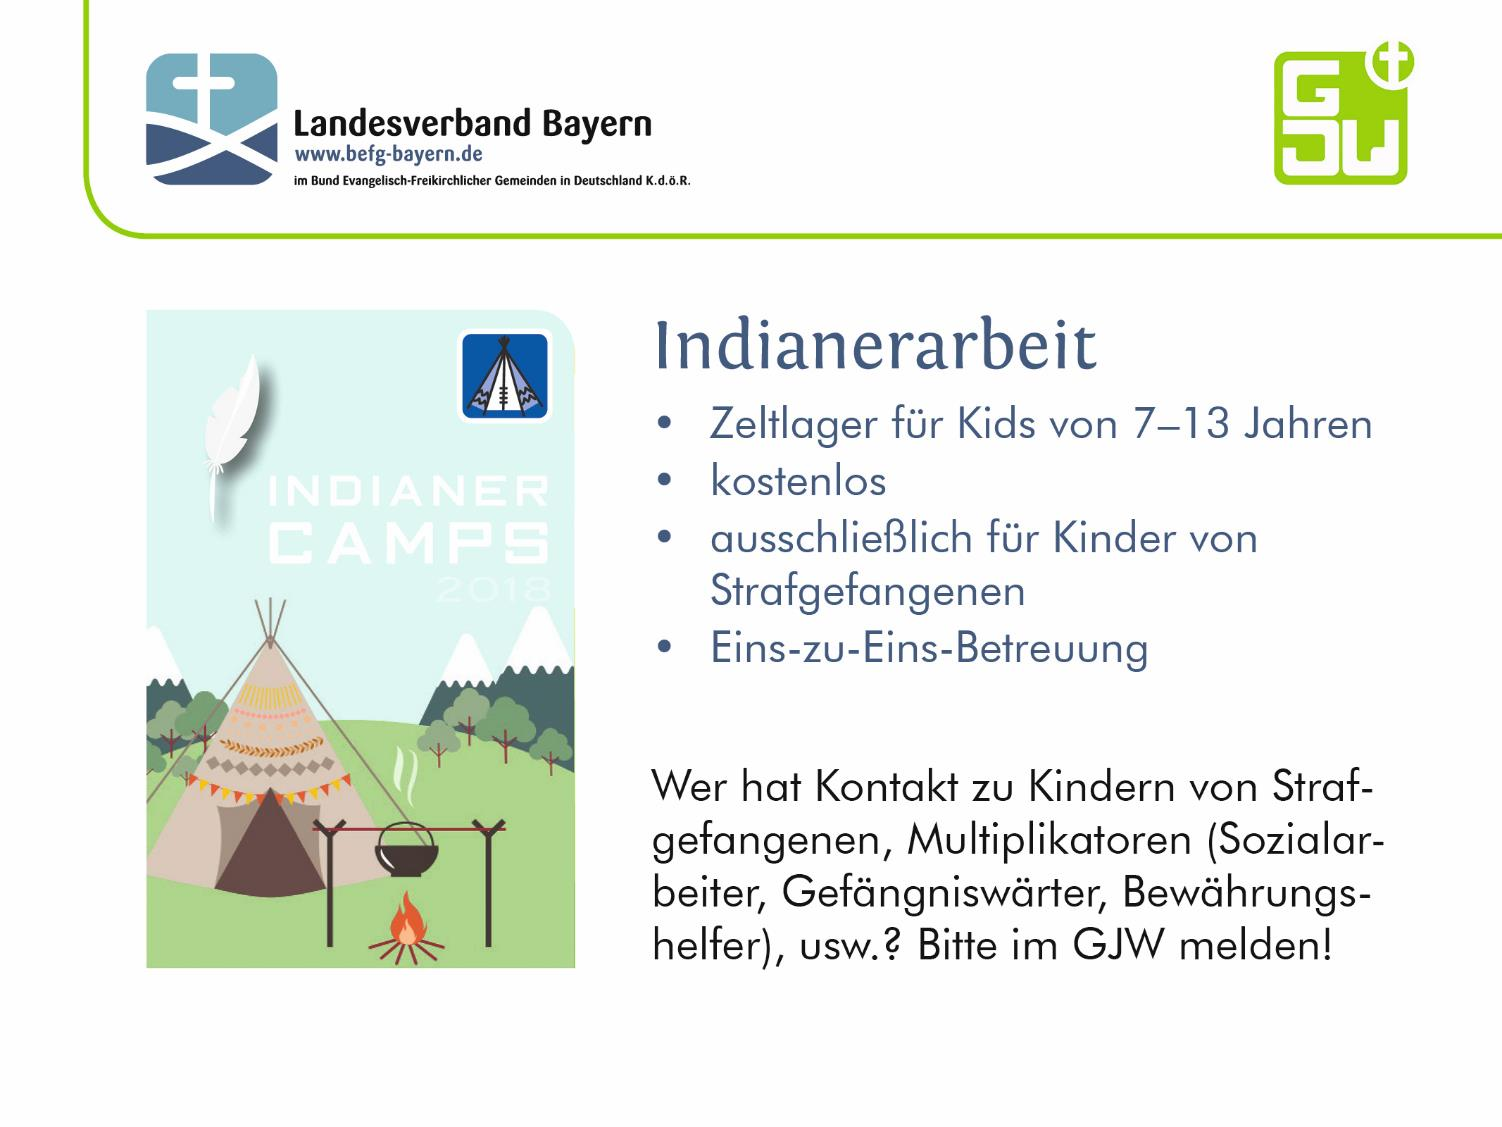 Landesverband Bayern
www.befg-bayern.de
im Bund Evangelisch-Freikirchlicher Gemeinden in Deutschland K.d.ö.R.
GJW
INDIANER
CAMPS
2018
Indianerarbeit
• Zeltlager für Kids von 7–13 Jahren
• kostenlos
• ausschließlich für Kinder von
Strafgefangenen
• Eins-zu-Eins-Betreuung
Wer hat Kontakt zu Kindern von Straf-
gefangenen, Multiplikatoren (Sozialar-
beiter, Gefängniswärter, Bewährungs-
helfer), usw.? Bitte im GJW melden!